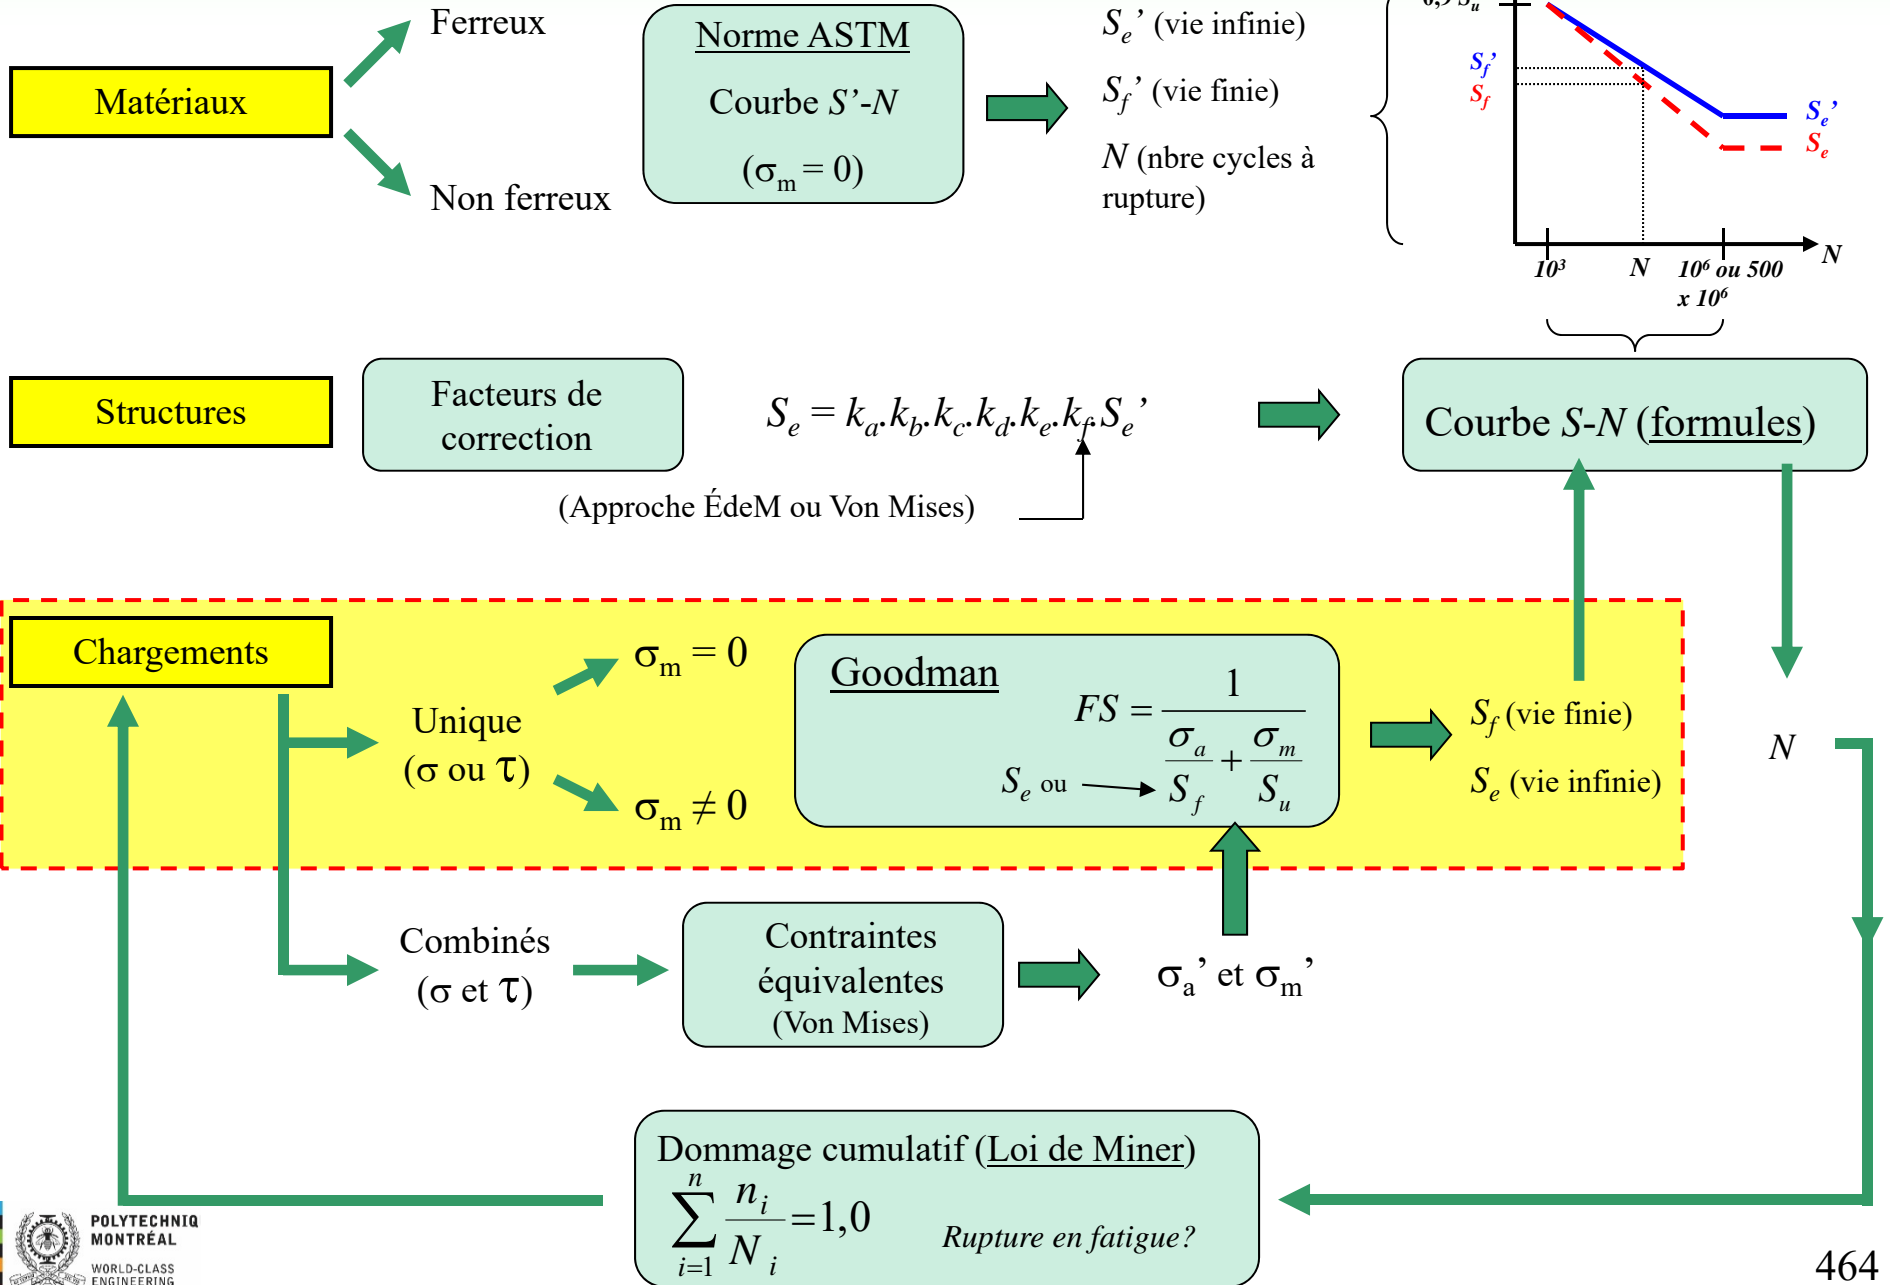 Ferreux
Matériaux
Non ferreux
Norme ASTM
Courbe S’-N
(σm = 0)
Se’ (vie infinie)
Sf’ (vie finie)
N (nbre cycles à
rupture)
Sf’
Sf
Se’
Se
10³ N 10⁶ ou 500
x 10⁶
N
Structures
Facteurs de
correction
Se = ka.kb.kc.kd.ke.kf.Se’
(Approche ÉdeM ou Von Mises)
Courbe S-N (formules)
Chargements
Unique
(σ ou τ)
σm = 0
σm ≠ 0
Goodman
FS = 1 / (σa/Sf + σm/Su)
Se ou
Sf (vie finie)
Se (vie infinie)
N
Combinés
(σ et τ)
Contraintes
équivalentes
(Von Mises)
σa’ et σm’
Dommage cumulatif (Loi de Miner)
n ∑ i=1 ni/Ni = 1,0
Rupture en fatigue?
POLYTECHNIQ
MONTRÉAL
WORLD-CLASS
ENGINEERING
464